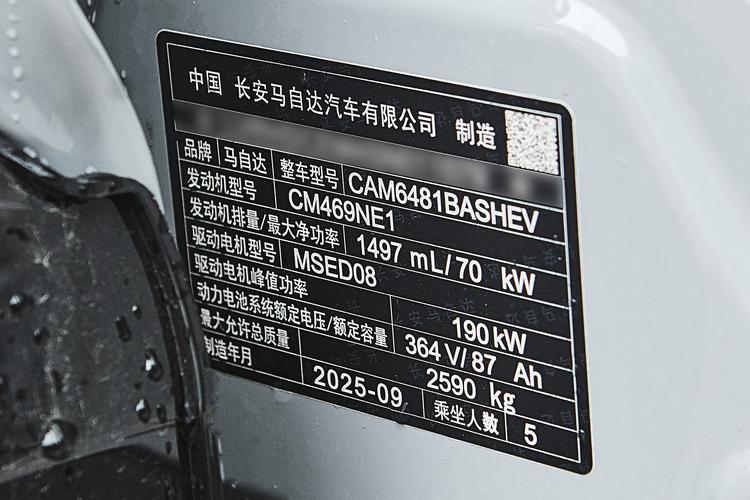 中国 长安马自达汽车有限公司 制造
品牌 马自达 整车型号 CAM6481BASHEV
发动机型号 CM469NE1
发动机排量/最大净功率 1497 mL/70 kW
驱动电机型号 MSED08
驱动电机峰值功率 190kW
动力电池系统额定电压/额定容量 364 V/87 Ah
最大允许总质量 2590 kg
制造年月 2025-09 乘坐人数 5